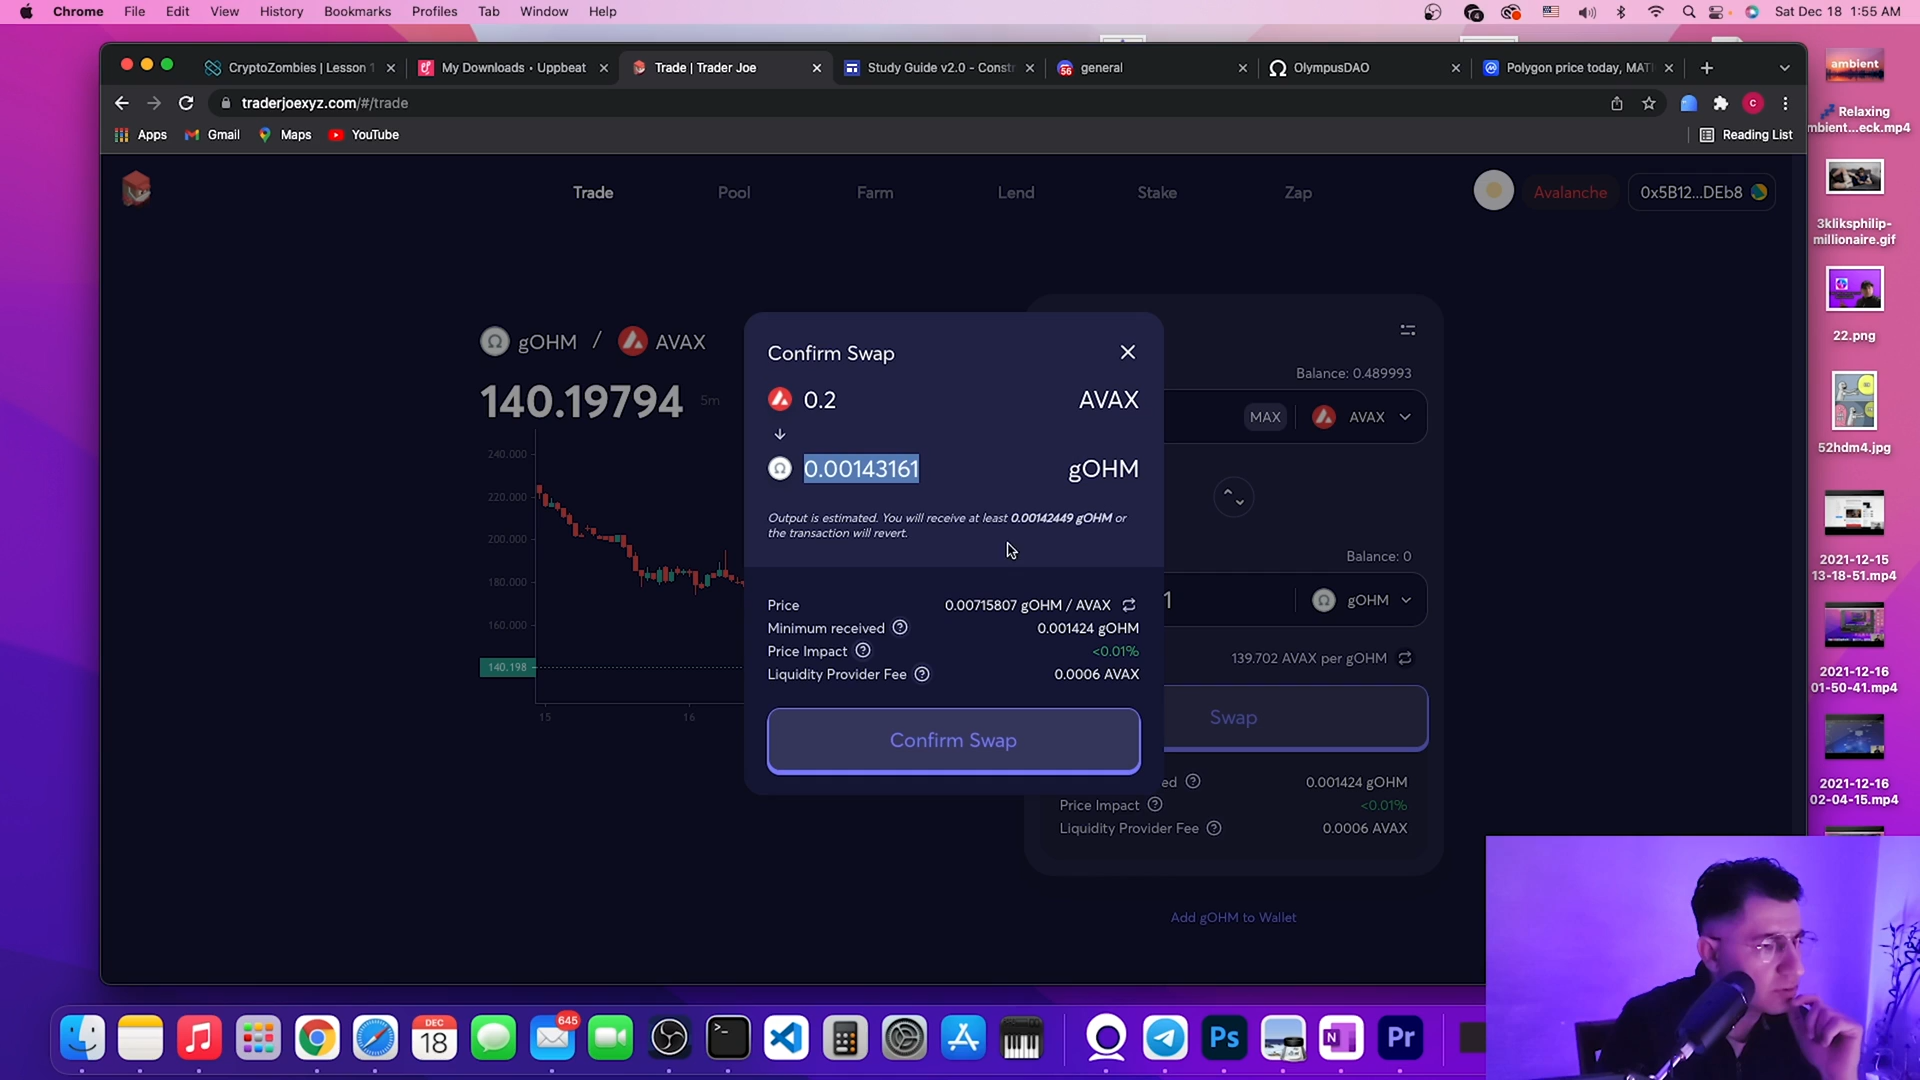 Chrome File Edit View History Bookmarks Profiles Tab Window Help
4
Sat Dec 18 1:55 AM
CryptoZombies | Lesson 1
My Downloads • Uppbeat
Trade | Trader Joe
Study Guide v2.0 - Constr
56 general
OlympusDAO
Polygon price today, MATI
traderjoexyz.com/#/trade
C
Apps
Gmail
Maps
YouTube
Reading List
Trade
Pool
Farm
Lend
Stake
Zap
Avalanche
0x5B12...DEb8
gOHM / AVAX
140.19794 5m
240.000
220.000
200.000
180.000
160.000
140.198
15
16
Confirm Swap
0.2 AVAX
0.00143161 gOHM
Output is estimated. You will receive at least 0.00142449 gOHM or
the transaction will revert.
Price 0.00715807 gOHM / AVAX
Minimum received 0.001424 gOHM
Price Impact <0.01%
Liquidity Provider Fee 0.0006 AVAX
Confirm Swap
Balance: 0.489993
MAX AVAX
Balance: 0
1 gOHM
139.702 AVAX per gOHM
Swap
ed 0.001424 gOHM
Price Impact <0.01%
Liquidity Provider Fee 0.0006 AVAX
Add gOHM to Wallet
ambient
Relaxing
mbient...eck.mp4
3kliksphilip-
millionaire.gif
22.png
52hdm4.jpg
2021-12-15
13-18-51.mp4
2021-12-16
01-50-41.mp4
2021-12-16
02-04-15.mp4
DEC
18
645
Ps
N
Pr